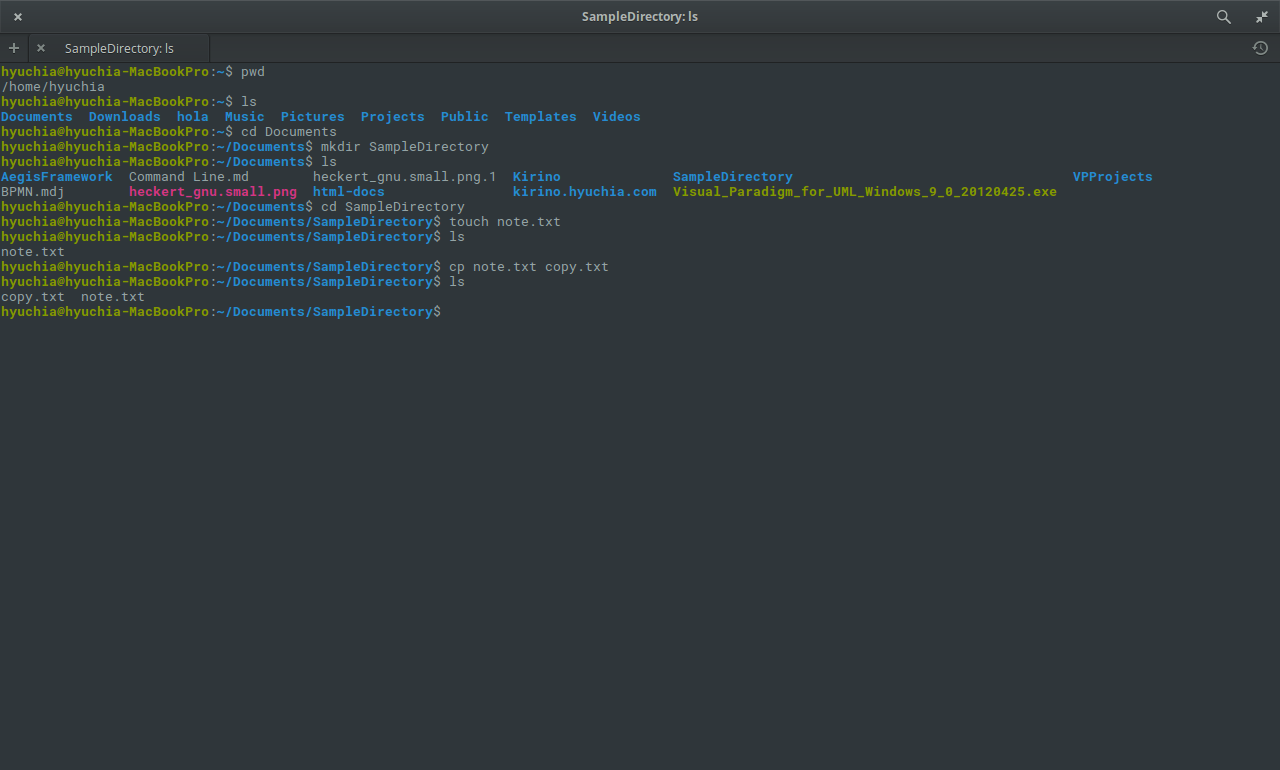 SampleDirectory: ls
SampleDirectory: ls
hyuchia@hyuchia-MacBookPro:~$ pwd
/home/hyuchia
hyuchia@hyuchia-MacBookPro:~$ ls
Documents  Downloads  hola  Music  Pictures  Projects  Public  Templates  Videos
hyuchia@hyuchia-MacBookPro:~$ cd Documents
hyuchia@hyuchia-MacBookPro:~/Documents$ mkdir SampleDirectory
hyuchia@hyuchia-MacBookPro:~/Documents$ ls
AegisFramework  Command Line.md        heckert_gnu.small.png.1  Kirino              SampleDirectory                                   VPProjects
BPMN.mdj        heckert_gnu.small.png  html-docs                kirino.hyuchia.com  Visual_Paradigm_for_UML_Windows_9_0_20120425.exe
hyuchia@hyuchia-MacBookPro:~/Documents$ cd SampleDirectory
hyuchia@hyuchia-MacBookPro:~/Documents/SampleDirectory$ touch note.txt
hyuchia@hyuchia-MacBookPro:~/Documents/SampleDirectory$ ls
note.txt
hyuchia@hyuchia-MacBookPro:~/Documents/SampleDirectory$ cp note.txt copy.txt
hyuchia@hyuchia-MacBookPro:~/Documents/SampleDirectory$ ls
copy.txt  note.txt
hyuchia@hyuchia-MacBookPro:~/Documents/SampleDirectory$